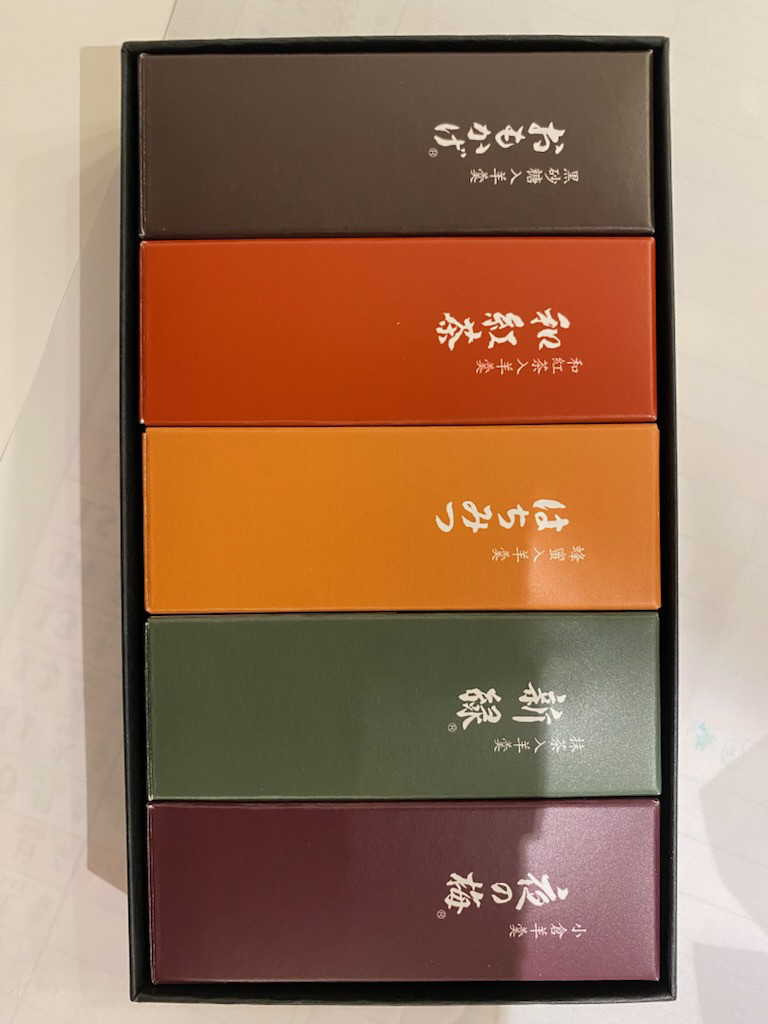 おもかげ®
黒砂糖入羊羹
和紅茶
和紅茶入羊羹
はちみつ
蜂蜜入羊羹
新緑®
抹茶入羊羹
夜の梅®
小倉羊羹